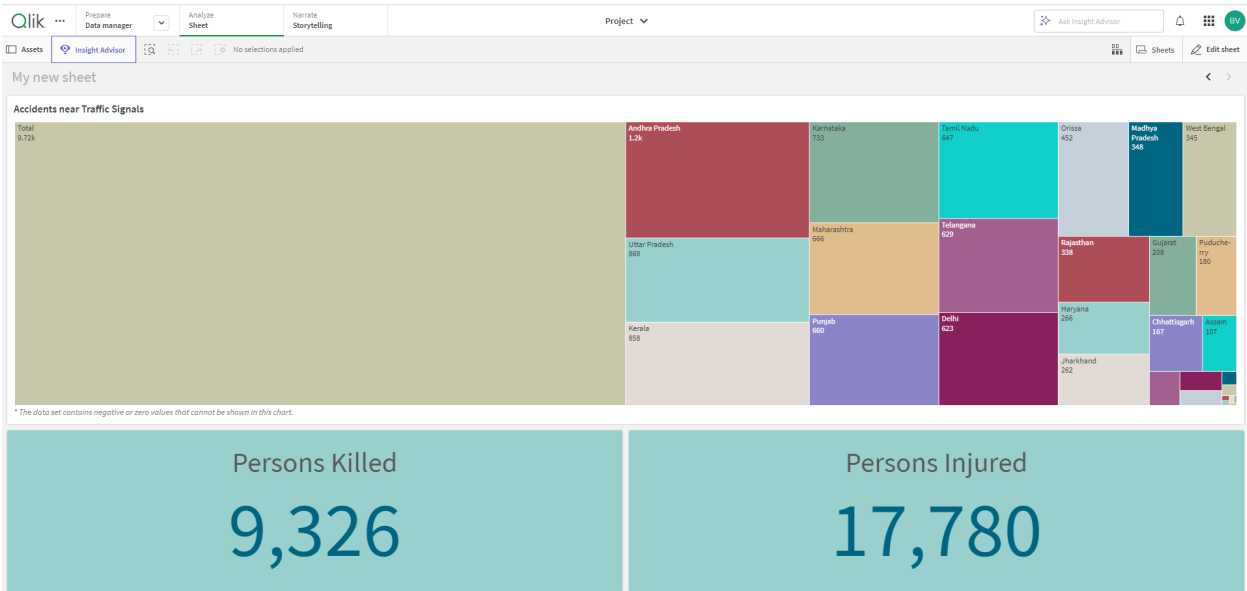 Qlik
Prepare
Data manager
Analyze
Sheet
Narrate
Storytelling
Project
Ask Insight Advisor
BV
Assets
Insight Advisor
No selections applied
Sheets
Edit sheet
My new sheet
Accidents near Traffic Signals
Total
9.72k
Andhra Pradesh
1.2k
Karnataka
733
Tamil Nadu
647
Orissa
452
Madhya
Pradesh
348
West Bengal
345
Uttar Pradesh
869
Maharashtra
666
Telangana
629
Rajasthan
338
Gujarat
208
Puduche-
rry
180
Kerala
858
Punjab
660
Delhi
623
Haryana
266
Chhattisgarh
167
Assam
107
Jharkhand
262
* The data set contains negative or zero values that cannot be shown in this chart.
Persons Killed
9,326
Persons Injured
17,780